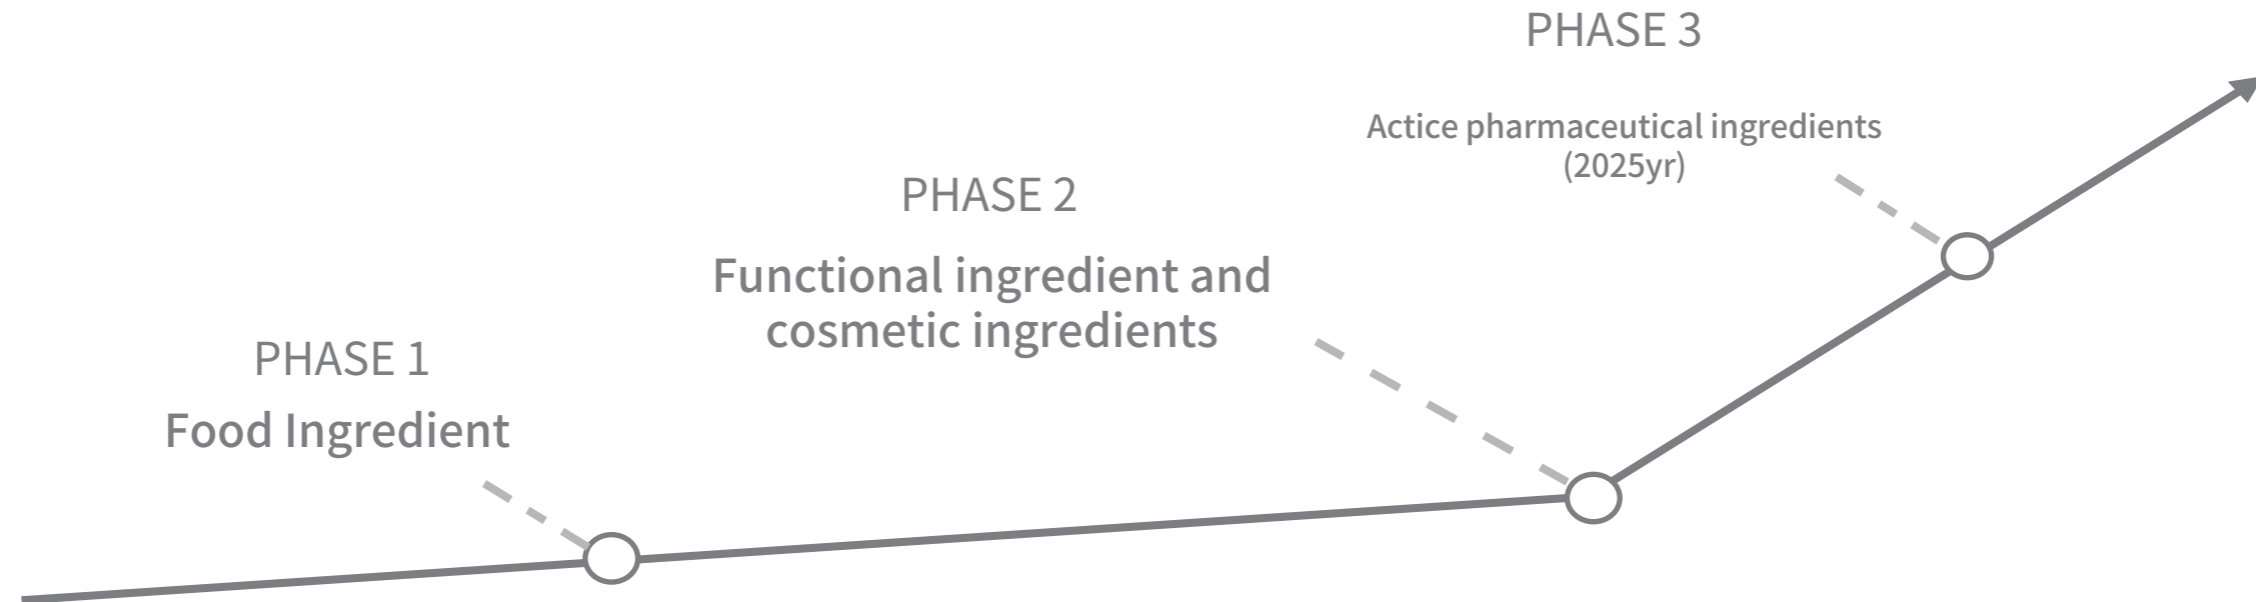 PHASE 1
Food Ingredient
PHASE 2
Functional ingredient and
cosmetic ingredients
PHASE 3
Actice pharmaceutical ingredients
(2025yr)